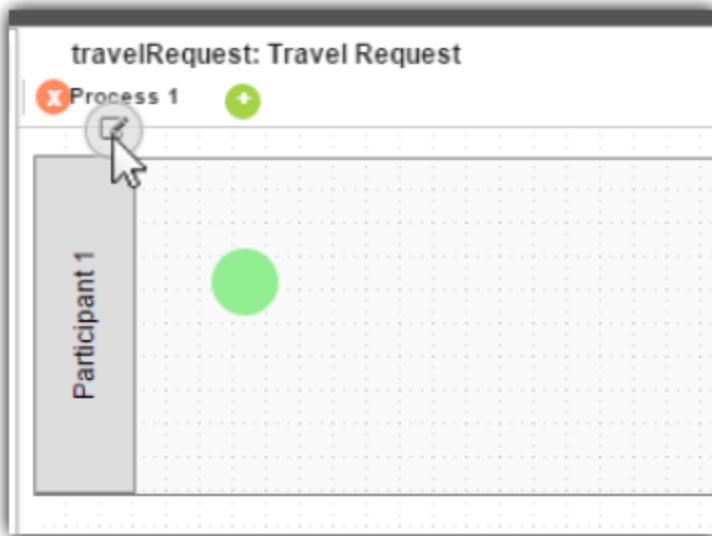 travelRequest: Travel Request
x Process 1 +
Participant 1